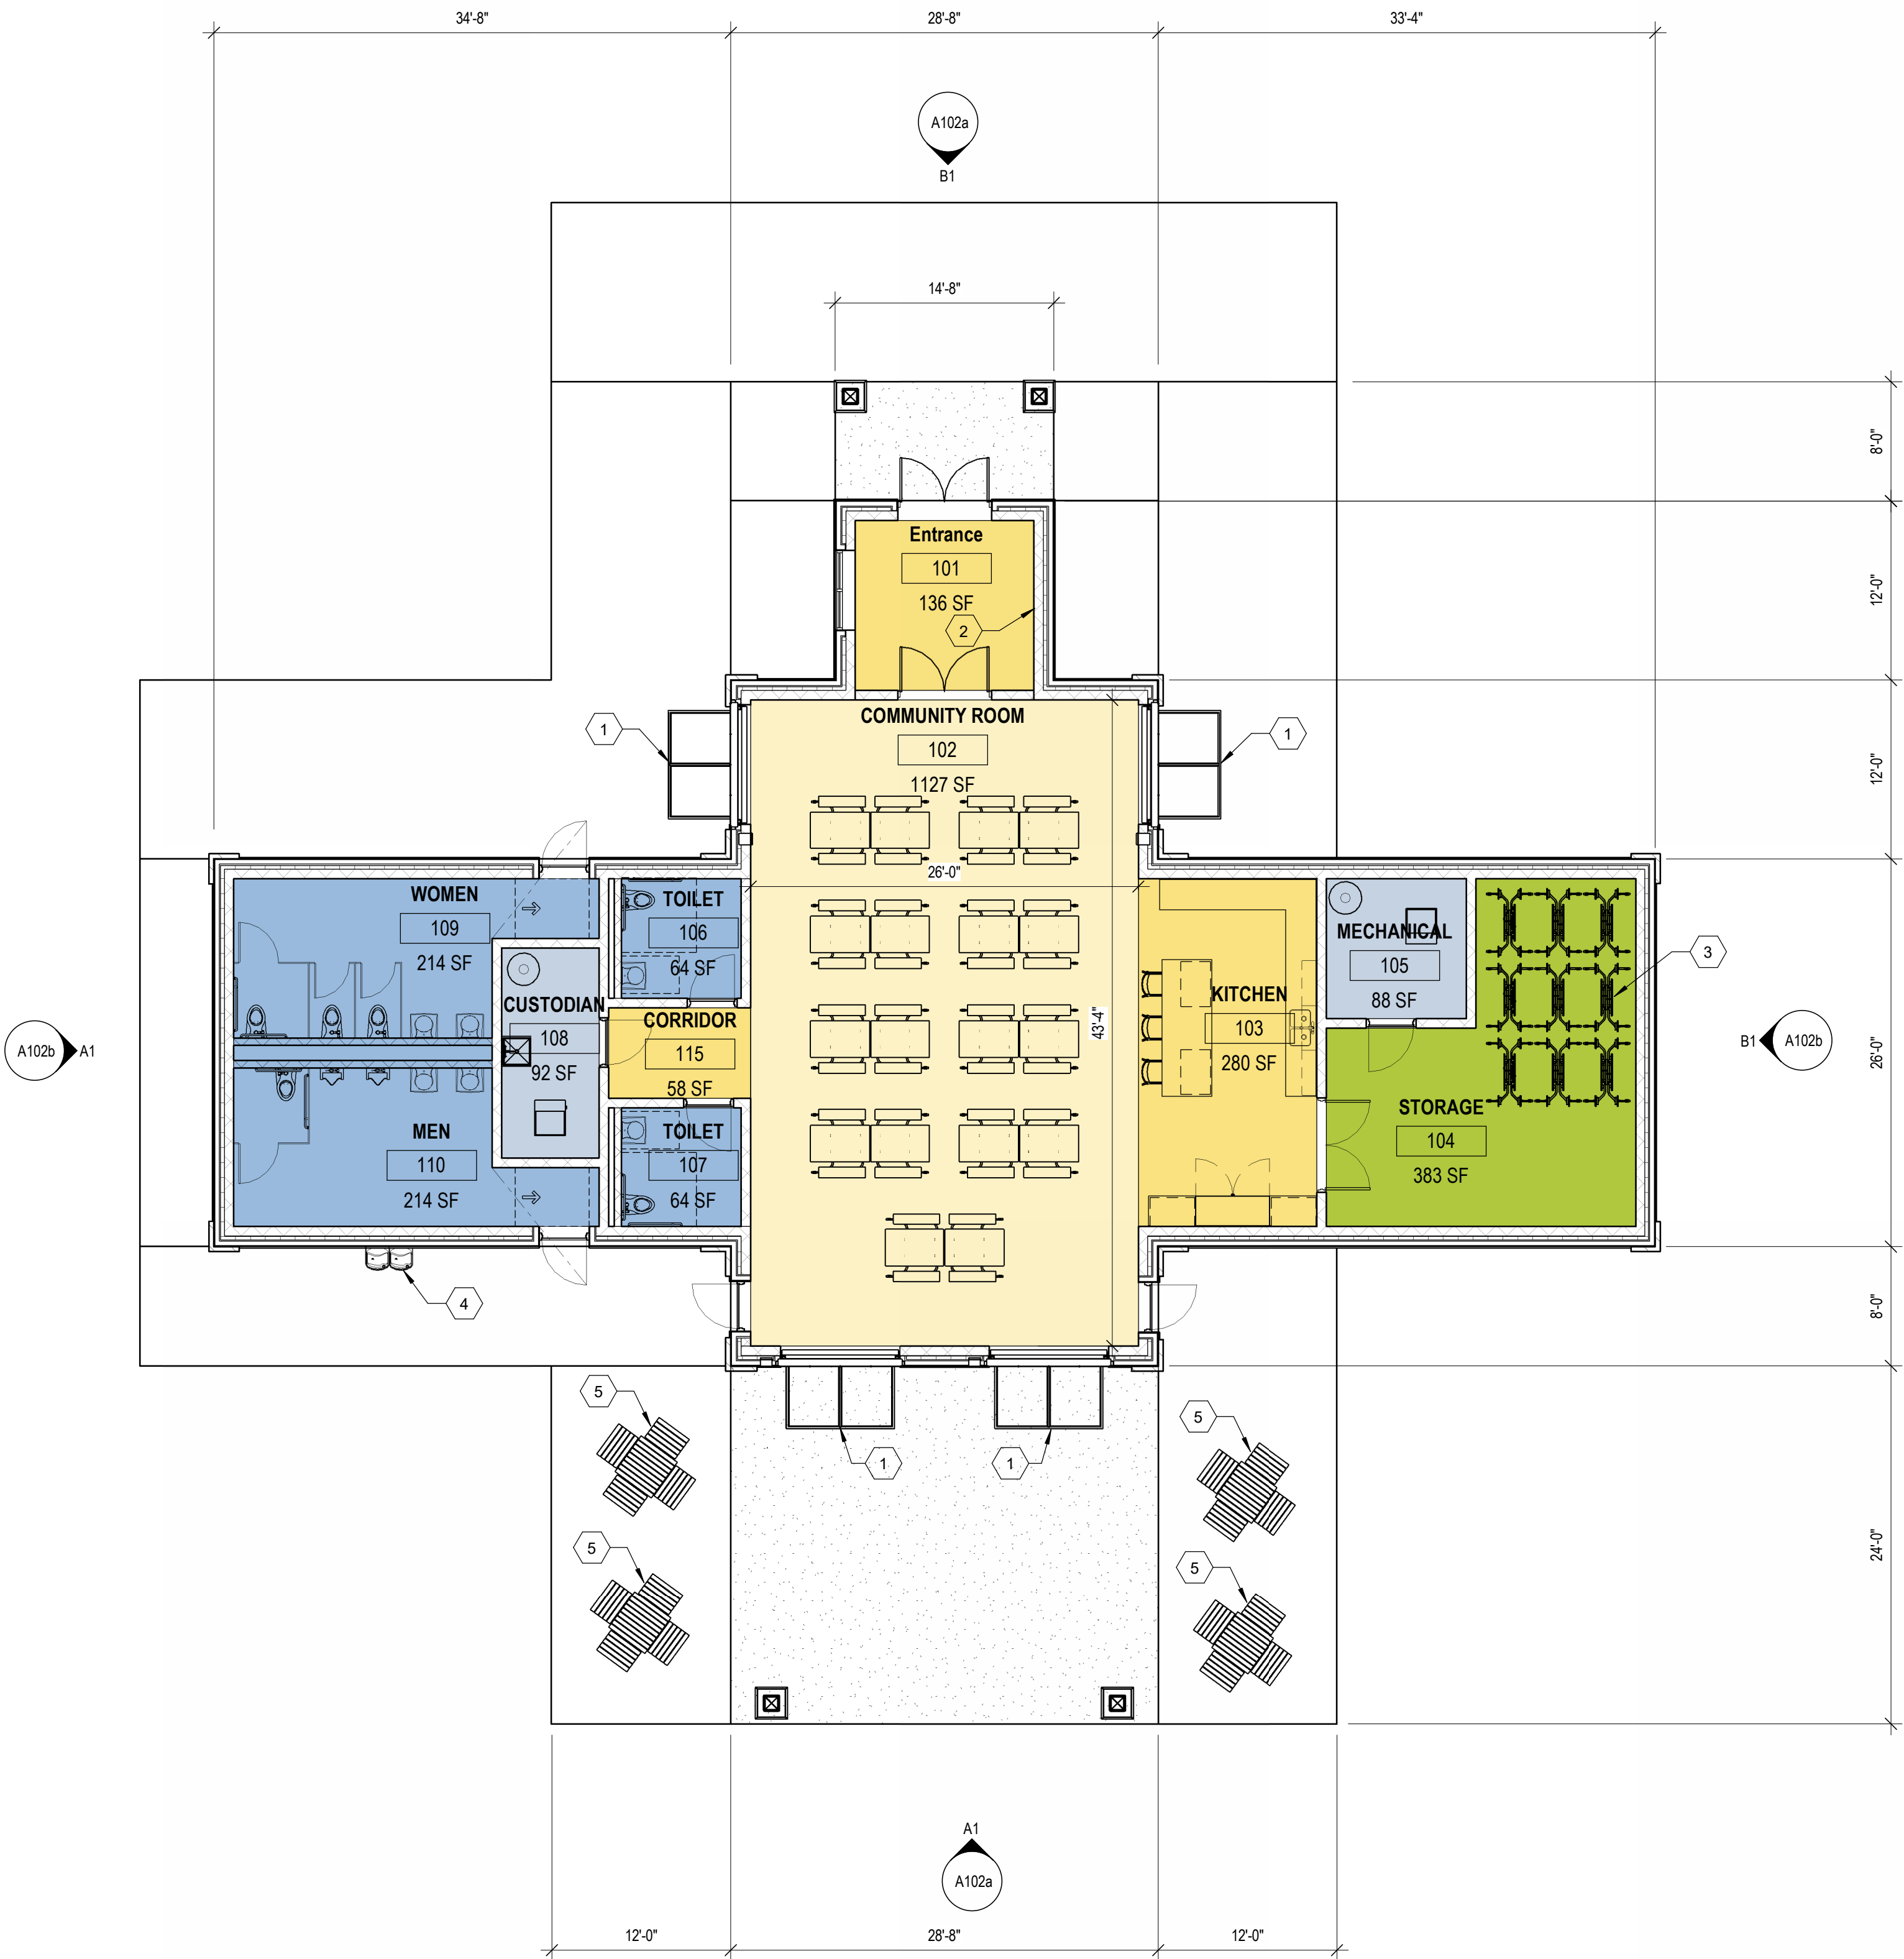 34'-8"
28'-8"
33'-4"
A102a
B1
14'-8"
8'-0"
Entrance
101
136 SF
2
12'-0"
COMMUNITY ROOM
102
1127 SF
1
1
12'-0"
26'-0"
WOMEN
109
214 SF
TOILET
106
64 SF
MECHANICAL
105
88 SF
3
CUSTODIAN
108
92 SF
CORRIDOR
115
58 SF
43'-4"
KITCHEN
103
280 SF
A102b
A1
B1
A102b
26'-0"
MEN
110
214 SF
TOILET
107
64 SF
STORAGE
104
383 SF
4
8'-0"
5
5
1
1
5
5
24'-0"
A1
A102a
12'-0"
28'-8"
12'-0"